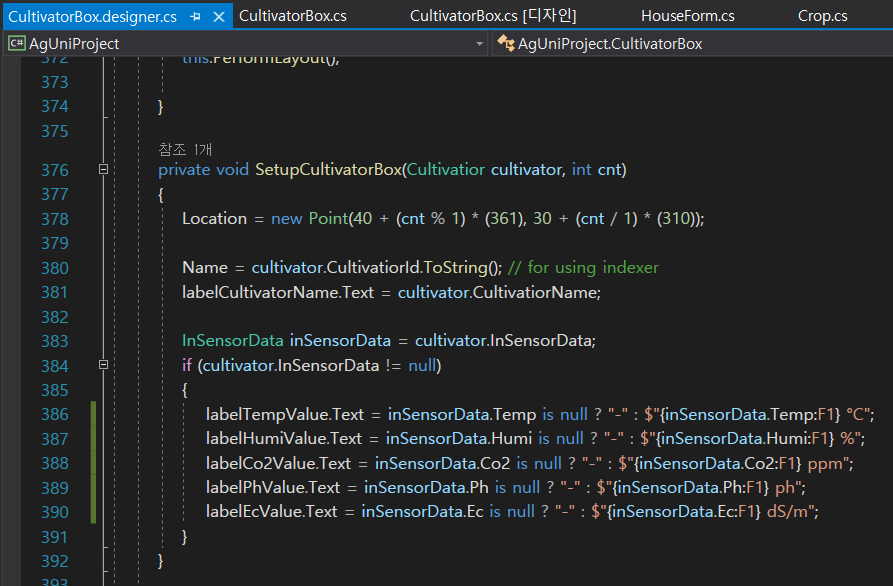 CultivatorBox.designer.cs CultivatorBox.cs CultivatorBox.cs [디자인] HouseForm.cs Crop.cs
C# AgUniProject AgUniProject.CultivatorBox
372 this.PerformLayout();
373
374 }
375
참조 1개
376 private void SetupCultivatorBox(Cultivatior cultivator, int cnt)
377 {
378 Location = new Point(40 + (cnt % 1) * (361), 30 + (cnt / 1) * (310));
379
380 Name = cultivator.CultivatiorId.ToString(); // for using indexer
381 labelCultivatorName.Text = cultivator.CultivatiorName;
382
383 InSensorData inSensorData = cultivator.InSensorData;
384 if (cultivator.InSensorData != null)
385 {
386 labelTempValue.Text = inSensorData.Temp is null ? "-" : $"{inSensorData.Temp:F1} °C";
387 labelHumiValue.Text = inSensorData.Humi is null ? "-" : $"{inSensorData.Humi:F1} %";
388 labelCo2Value.Text = inSensorData.Co2 is null ? "-" : $"{inSensorData.Co2:F1} ppm";
389 labelPhValue.Text = inSensorData.Ph is null ? "-" : $"{inSensorData.Ph:F1} ph";
390 labelEcValue.Text = inSensorData.Ec is null ? "-" : $"{inSensorData.Ec:F1} dS/m";
391 }
392 }
393